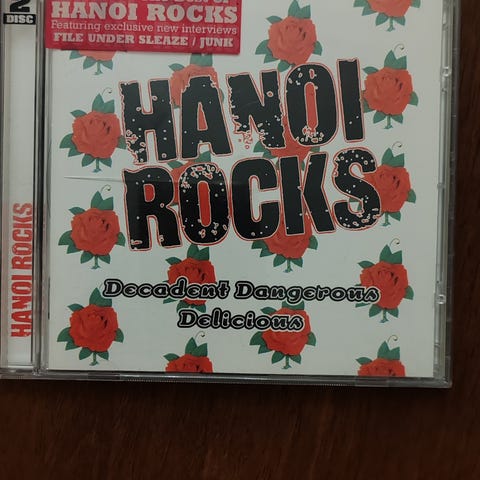 2
DISC
HANOI ROCKS
Featuring exclusive new interviews
FILE UNDER SLEAZE / JUNK
HANOI
ROCKS
Decadent Dangerous
Delicious
HANOI ROCKS